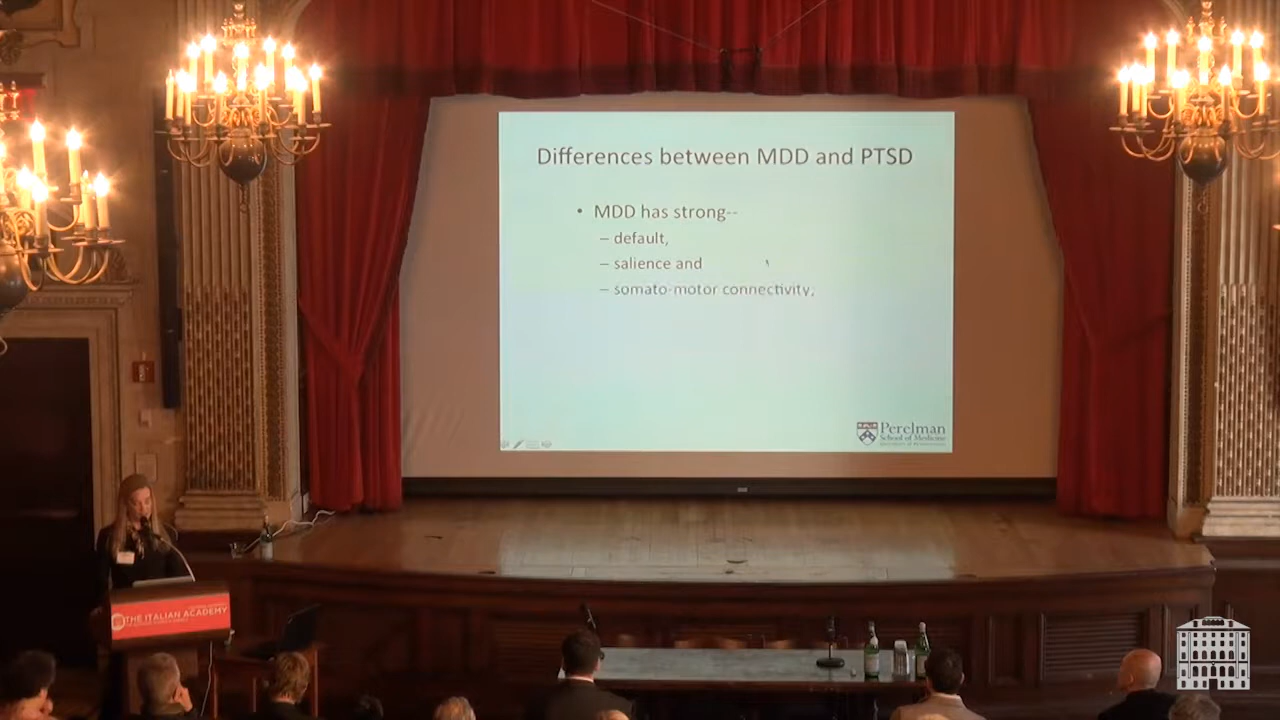 Differences between MDD and PTSD
• MDD has strong--
– default,
– salience and
– somato-motor connectivity;
Perelman
School of Medicine
THE ITALIAN ACADEMY